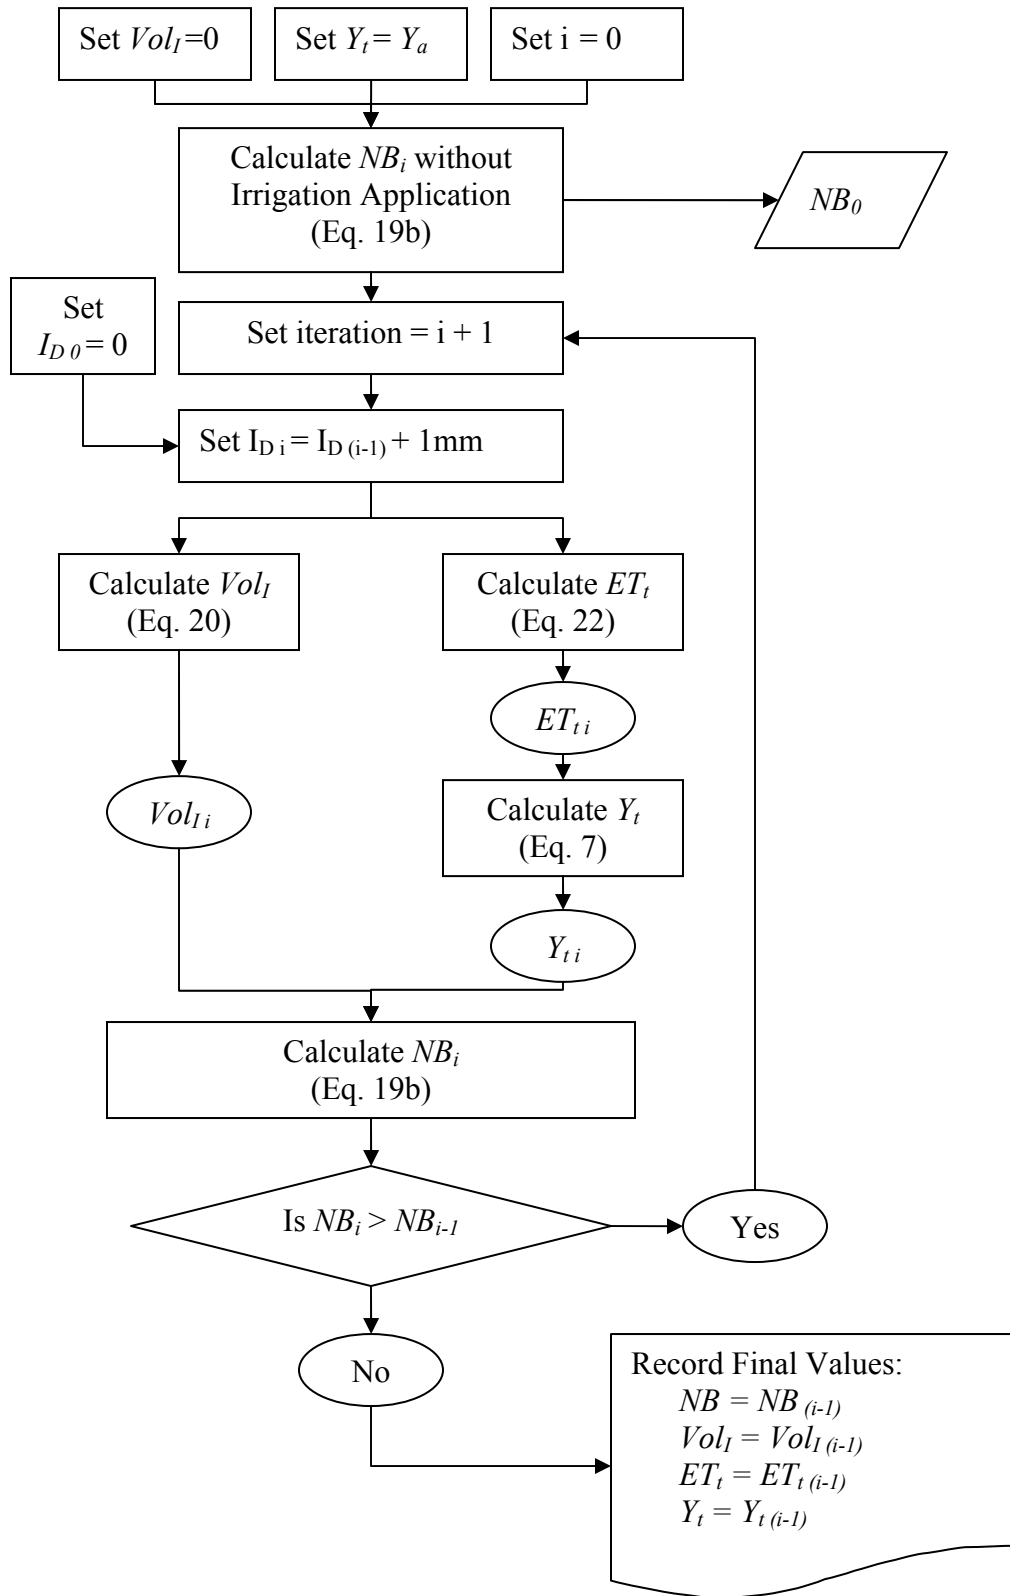 Set Vol_I=0
Set Y_t = Y_a
Set i = 0
Calculate NB_i without
Irrigation Application
(Eq. 19b)
NB_0
Set
I_D 0 = 0
Set iteration = i + 1
Set I_D i = I_D (i-1) + 1mm
Calculate Vol_I
(Eq. 20)
Calculate ET_t
(Eq. 22)
ET_t i
Vol_I i
Calculate Y_t
(Eq. 7)
Y_t i
Calculate NB_i
(Eq. 19b)
Is NB_i > NB_i-1
Yes
No
Record Final Values:
NB = NB (i-1)
Vol_I = Vol_I (i-1)
ET_t = ET_t (i-1)
Y_t = Y_t (i-1)